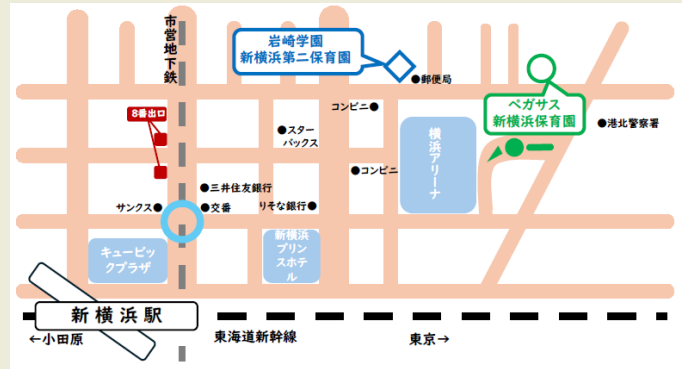 市営地下鉄
岩崎学園
新横浜第二保育園
●郵便局
コンビニ●
ペガサス
新横浜保育園
8番出口
●スター
バックス
横浜アリーナ
●港北警察署
●コンビニ
●三井住友銀行
サンクス●
●交番
りそな銀行●
キュービッ
クプラザ
新横浜
プリン
スホテ
ル
新横浜駅
←小田原
東海道新幹線
東京→